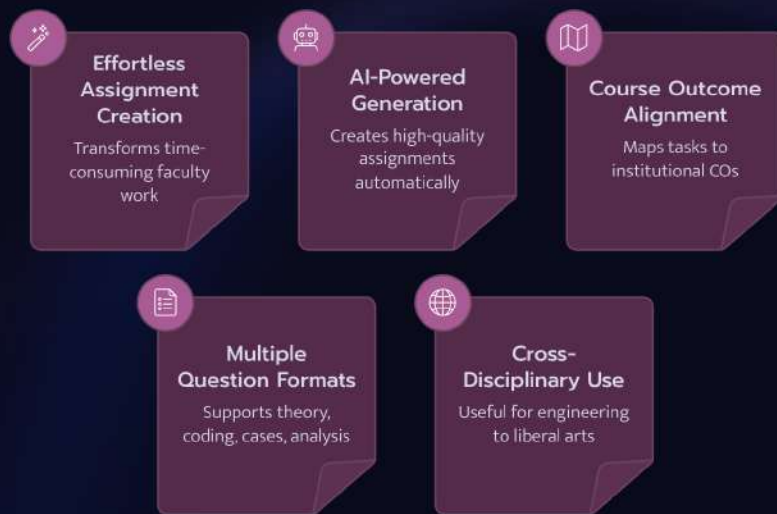 Effortless
Assignment
Creation
Transforms time-
consuming faculty
work
AI-Powered
Generation
Creates high-quality
assignments
automatically
Course Outcome
Alignment
Maps tasks to
institutional COs
Multiple
Question Formats
Supports theory,
coding, cases, analysis
Cross-
Disciplinary Use
Useful for engineering
to liberal arts